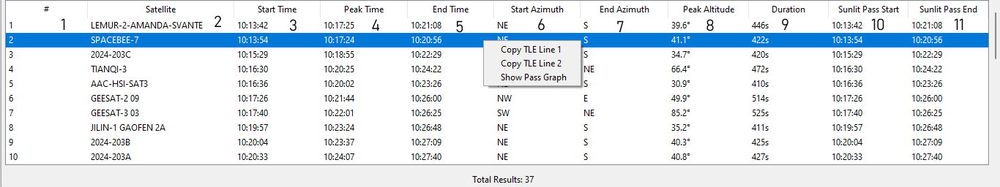 # Satellite Start Time Peak Time End Time Start Azimuth End Azimuth Peak Altitude Duration Sunlit Pass Start Sunlit Pass End
1 1 LEMUR-2-AMANDA-SVANTE 2 10:13:42 3 10:17:25 4 10:21:08 5 NE 6 S 7 39.6° 8 446s 9 10:13:42 10 10:21:08 11
2 SPACEBEE-7 10:13:54 10:17:24 10:20:56 S 41.1° 422s 10:13:54 10:20:56
Copy TLE Line 1
3 2024-203C 10:15:29 10:18:55 10:22:29 S 34.7° 420s 10:15:29 10:22:29
Copy TLE Line 2
4 TIANQI-3 10:16:30 10:20:25 10:24:22 NE 66.4° 472s 10:16:30 10:24:22
Show Pass Graph
5 AAC-HSI-SAT3 10:16:36 10:20:02 10:23:26 S 30.9° 410s 10:16:36 10:23:26
6 GEESAT-2 09 10:17:26 10:21:44 10:26:00 NW E 49.9° 514s 10:17:26 10:26:00
7 GEESAT-3 03 10:17:40 10:22:01 10:26:25 SW NE 85.2° 525s 10:17:40 10:26:25
8 JILIN-1 GAOFEN 2A 10:19:57 10:23:24 10:26:48 NE S 35.2° 411s 10:19:57 10:26:48
9 2024-203B 10:20:04 10:23:37 10:27:09 NE S 40.3° 425s 10:20:04 10:27:09
10 2024-203A 10:20:33 10:24:07 10:27:40 NE S 40.8° 427s 10:20:33 10:27:40
Total Results: 37